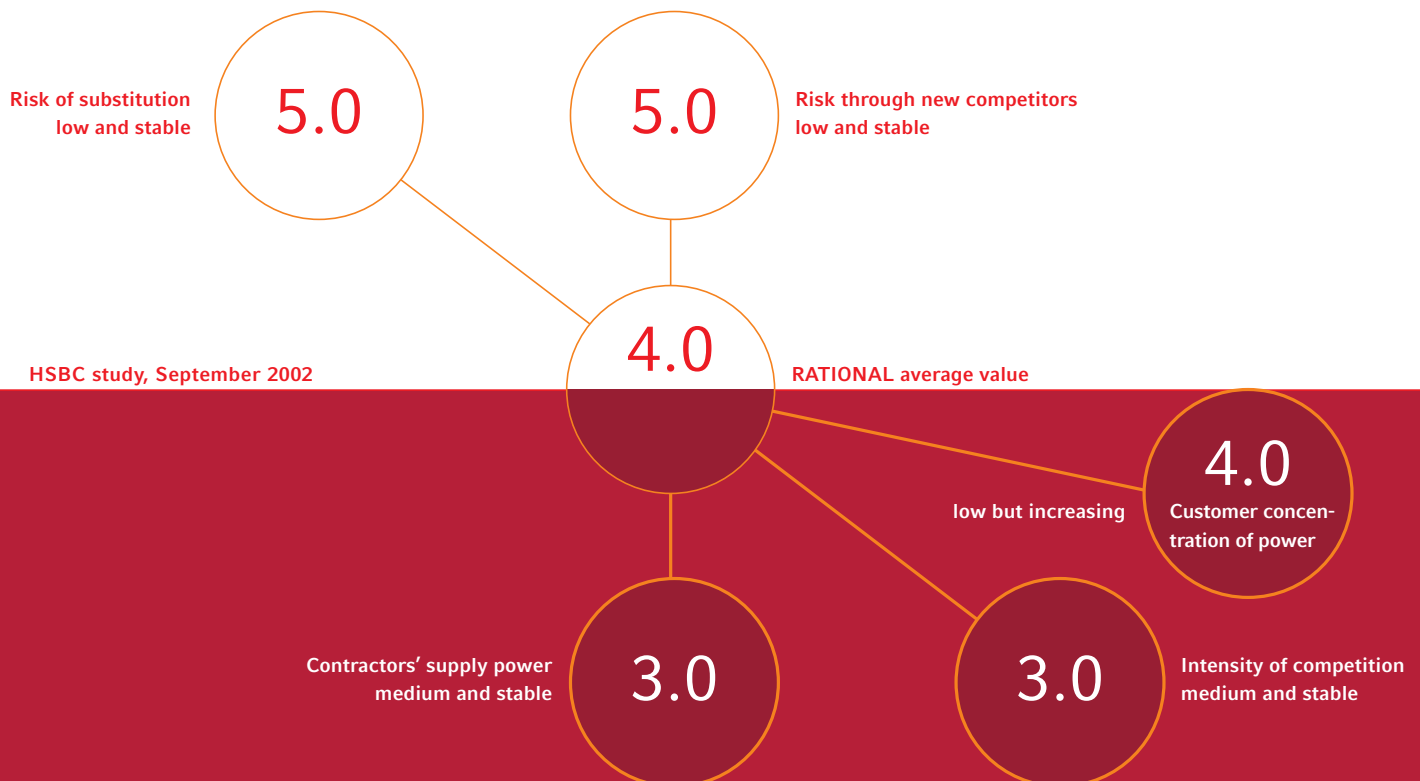 5.0
Risk of substitution
low and stable
5.0
Risk through new competitors
low and stable
4.0
HSBC study, September 2002
RATIONAL average value
4.0
low but increasing
Customer concen-
tration of power
Contractors’ supply power
medium and stable
3.0
3.0
Intensity of competition
medium and stable